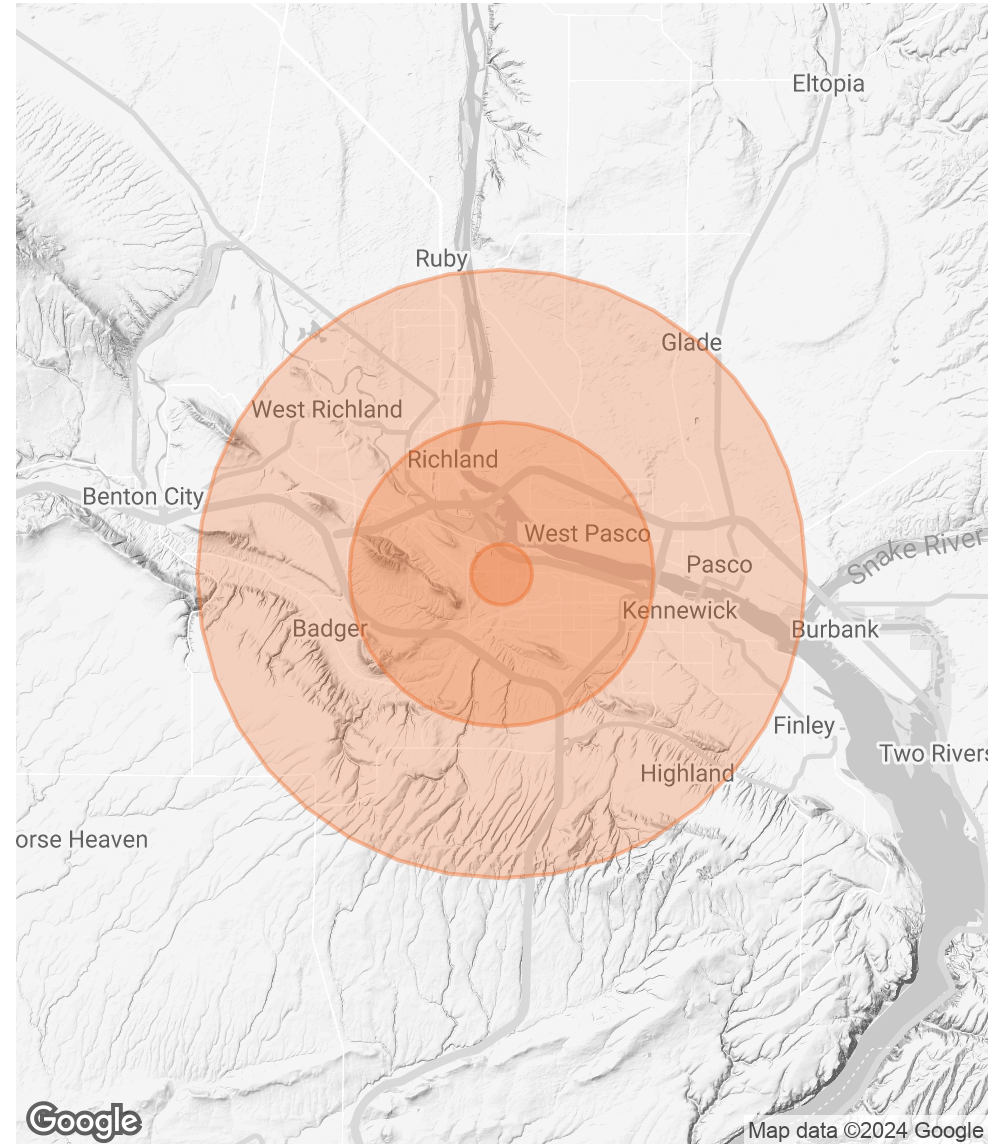 Eltopia
Ruby
Glade
West Richland
Richland
Benton City
West Pasco
Snake River
Pasco
Kennewick
Badger
Burbank
Finley
Two Rivers
Highland
orse Heaven
Google
Map data ©2024 Google